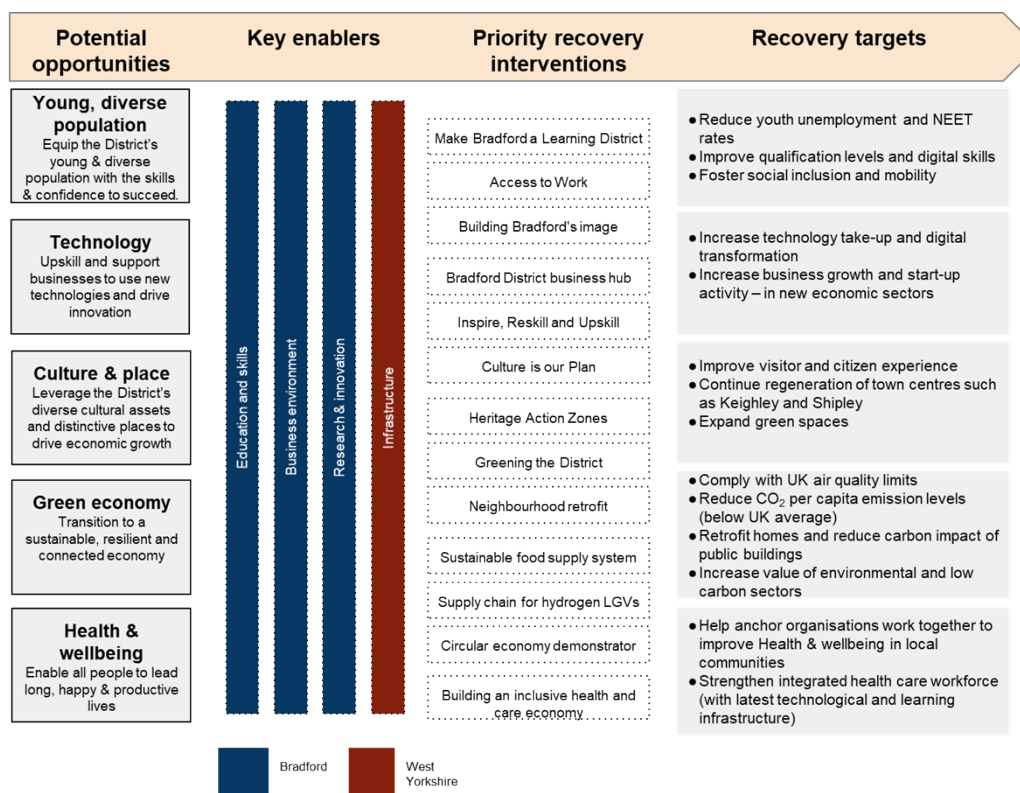 Potential
opportunities
Key enablers
Priority recovery
interventions
Recovery targets
Young, diverse
population
Equip the District's
young & diverse
population with the skills
& confidence to succeed.
Technology
Upskill and support
businesses to use new
technologies and drive
innovation
Culture & place
Leverage the District's
diverse cultural assets
and distinctive places to
drive economic growth
Green economy
Transition to a
sustainable, resilient and
connected economy
Health &
wellbeing
Enable all people to lead
long, happy & productive
lives
Education and skills
Business environment
Research & innovation
Infrastructure
Make Bradford a Learning District
Access to Work
Building Bradford's image
Bradford District business hub
Inspire, Reskill and Upskill
Culture is our Plan
Heritage Action Zones
Greening the District
Neighbourhood retrofit
Sustainable food supply system
Supply chain for hydrogen LGVs
Circular economy demonstrator
Building an inclusive health and
care economy
● Reduce youth unemployment and NEET
rates
● Improve qualification levels and digital skills
● Foster social inclusion and mobility
● Increase technology take-up and digital
transformation
● Increase business growth and start-up
activity – in new economic sectors
● Improve visitor and citizen experience
● Continue regeneration of town centres such
as Keighley and Shipley
● Expand green spaces
● Comply with UK air quality limits
● Reduce CO₂ per capita emission levels
(below UK average)
● Retrofit homes and reduce carbon impact of
public buildings
● Increase value of environmental and low
carbon sectors
● Help anchor organisations work together to
improve Health & wellbeing in local
communities
● Strengthen integrated health care workforce
(with latest technological and learning
infrastructure)
Bradford
West
Yorkshire